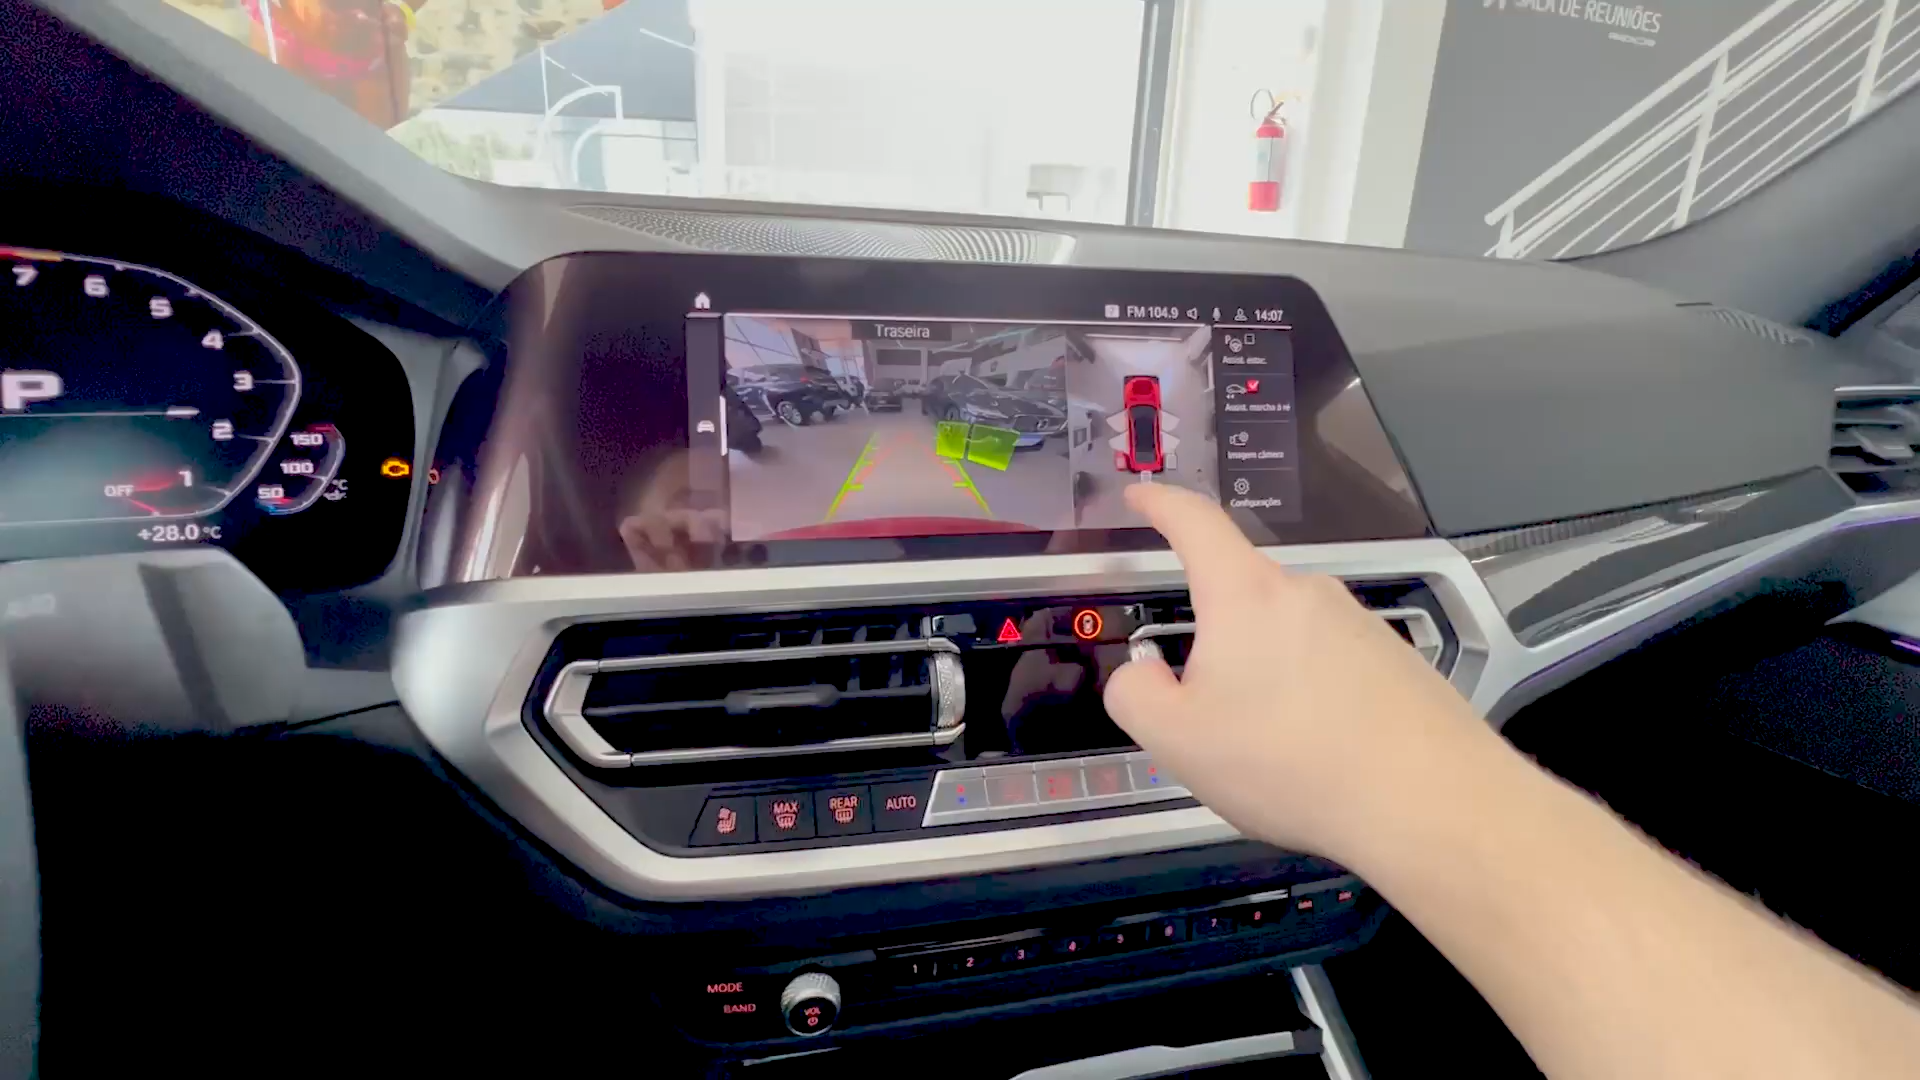 SALA DE REUNIÕES
7
6
5
4
3
2
1
P
OFF
150
100
50
°C
+28.0 °C
FM 104.9
14:07
Traseira
Assist. estac.
Assist. marcha à ré
Imagem câmera
Configurações
MAX
REAR
AUTO
MODE
BAND
VOL
1
2
3
4
5
6
7
8